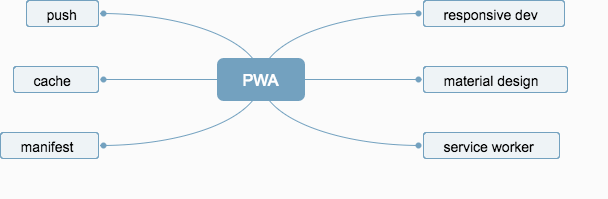 push
responsive dev
cache
PWA
material design
manifest
service worker